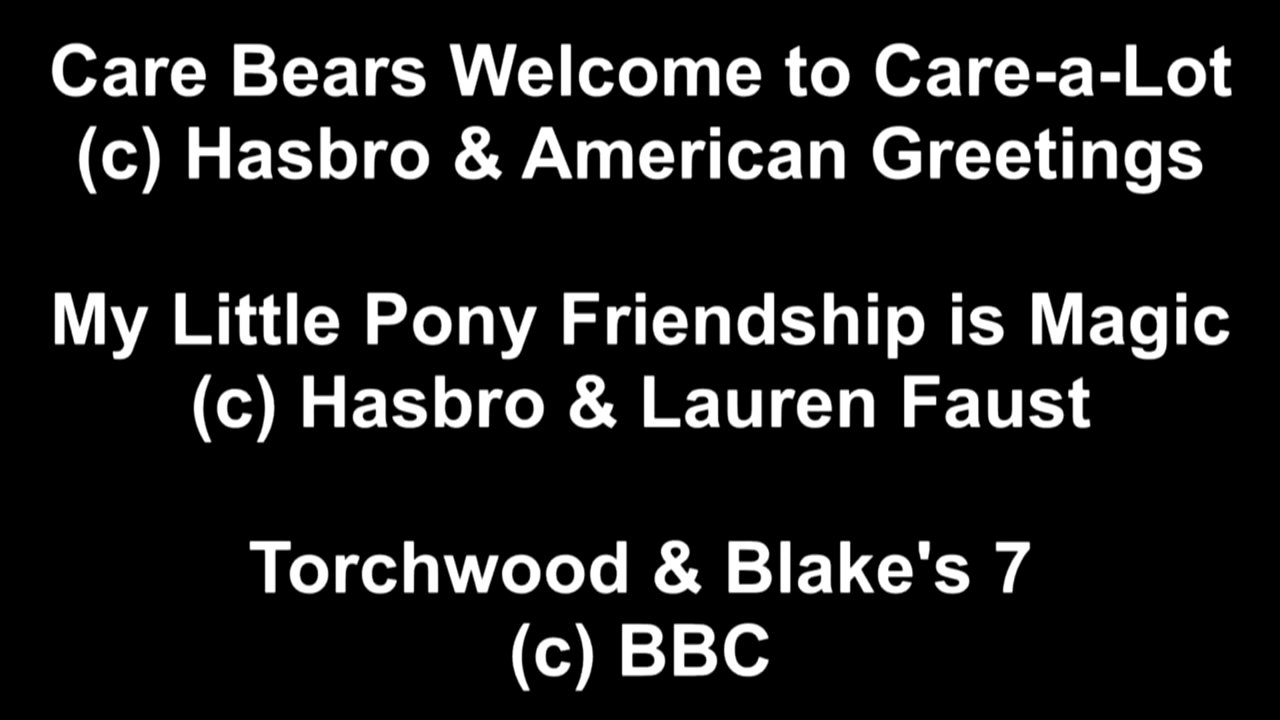 Care Bears Welcome to Care-a-Lot
(c) Hasbro & American Greetings
My Little Pony Friendship is Magic
(c) Hasbro & Lauren Faust
Torchwood & Blake's 7
(c) BBC